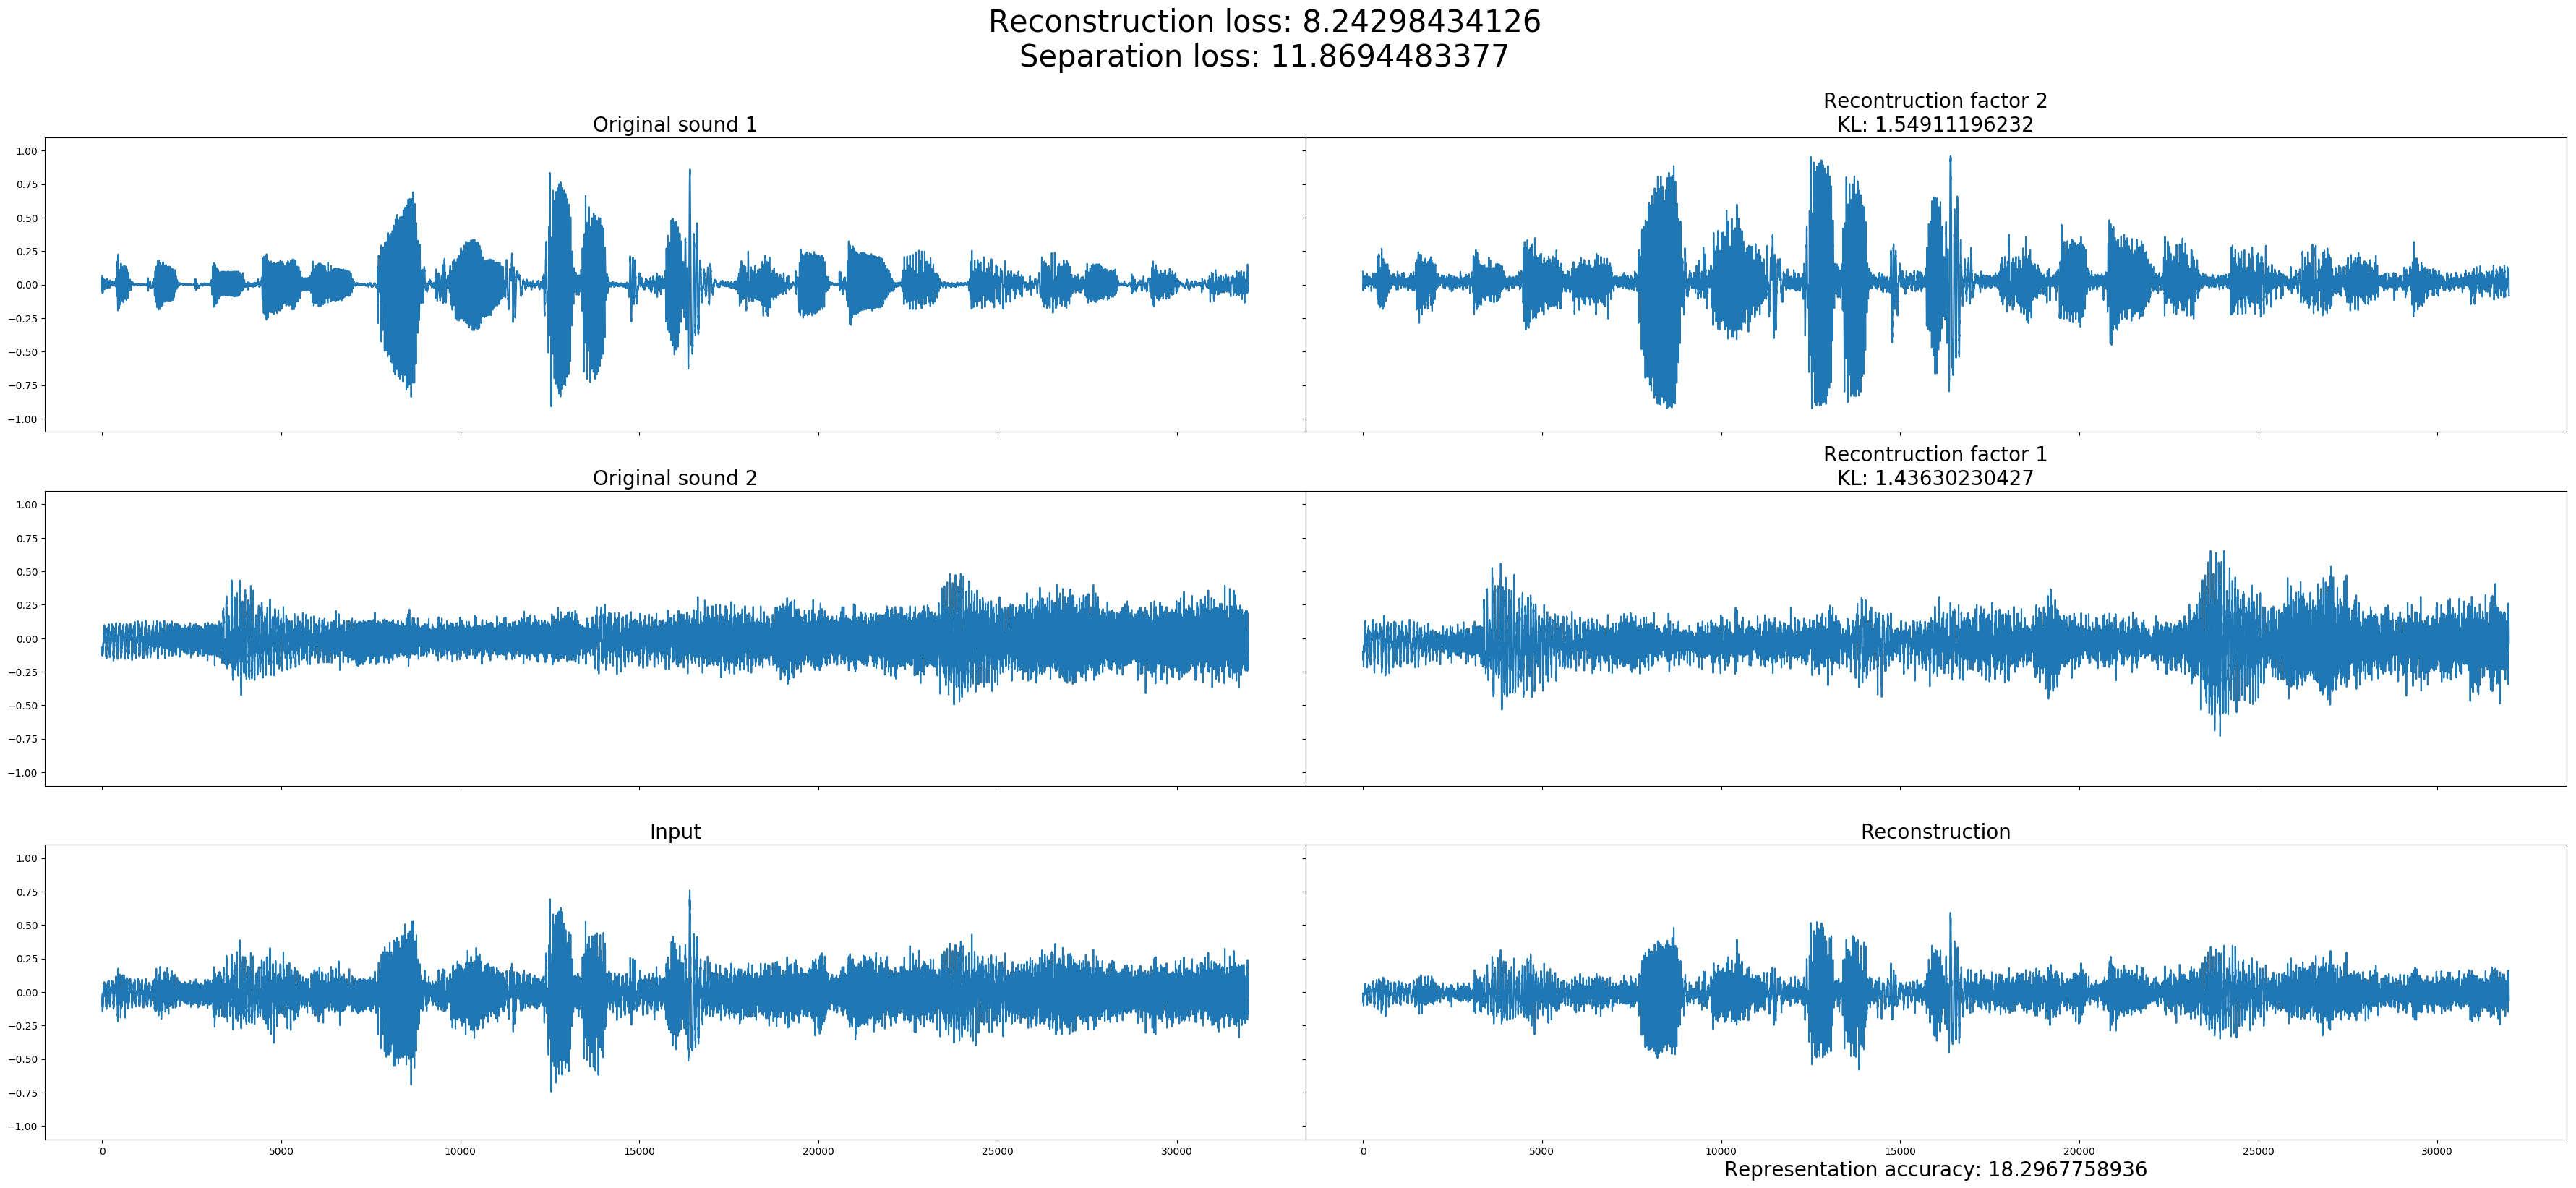 Reconstruction loss: 8.24298434126
Separation loss: 11.8694483377
Original sound 1
Recontruction factor 2
KL: 1.54911196232
1.00
0.75
0.50
0.25
0.00
−0.25
−0.50
−0.75
−1.00
Original sound 2
Recontruction factor 1
KL: 1.43630230427
1.00
0.75
0.50
0.25
0.00
−0.25
−0.50
−0.75
−1.00
Input
Reconstruction
1.00
0.75
0.50
0.25
0.00
−0.25
−0.50
−0.75
−1.00
0 5000 10000 15000 20000 25000 30000
0 5000 10000 15000 20000 25000 30000
Representation accuracy: 18.2967758936